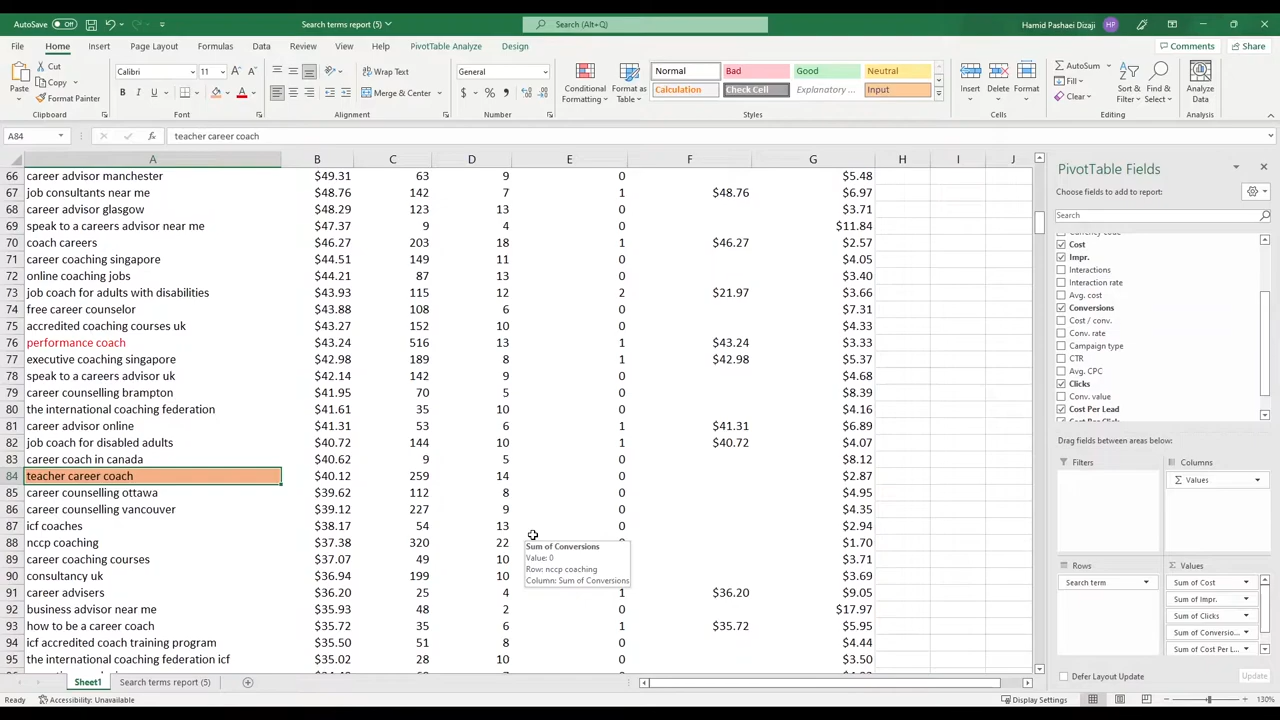 AutoSave Off Search terms report (5) Search (Alt+Q) Hamid Pashaei Dizaji HP
File Home Insert Page Layout Formulas Data Review View Help PivotTable Analyze Design Comments Share
Paste Cut Copy Format Painter Clipboard
Calibri 11 B I U Font
Wrap Text Merge & Center Alignment
General $ % Number
Conditional Formatting Format as Table Normal Bad Good Neutral Calculation Check Cell Explanatory ... Input Styles
Insert Delete Format Cells
AutoSum Fill Clear Sort & Filter Find & Select Editing
Analyze Data Analysis
A84 fx teacher career coach
A B C D E F G H I J
66 career advisor manchester $49.31 63 9 0 $5.48
67 job consultants near me $48.76 142 7 1 $48.76 $6.97
68 career advisor glasgow $48.29 123 13 0 $3.71
69 speak to a careers advisor near me $47.37 9 4 0 $11.84
70 coach careers $46.27 203 18 1 $46.27 $2.57
71 career coaching singapore $44.51 149 11 0 $4.05
72 online coaching jobs $44.21 87 13 0 $3.40
73 job coach for adults with disabilities $43.93 115 12 2 $21.97 $3.66
74 free career counselor $43.88 108 6 0 $7.31
75 accredited coaching courses uk $43.27 152 10 0 $4.33
76 performance coach $43.24 516 13 1 $43.24 $3.33
77 executive coaching singapore $42.98 189 8 1 $42.98 $5.37
78 speak to a careers advisor uk $42.14 142 9 0 $4.68
79 career counselling brampton $41.95 70 5 0 $8.39
80 the international coaching federation $41.61 35 10 0 $4.16
81 career advisor online $41.31 53 6 1 $41.31 $6.89
82 job coach for disabled adults $40.72 144 10 1 $40.72 $4.07
83 career coach in canada $40.62 9 5 0 $8.12
84 teacher career coach $40.12 259 14 0 $2.87
85 career counselling ottawa $39.62 112 8 0 $4.95
86 career counselling vancouver $39.12 227 9 0 $4.35
87 icf coaches $38.17 54 13 0 $2.94
88 nccp coaching $37.38 320 22 $1.70
89 career coaching courses $37.07 49 10 $3.71
90 consultancy uk $36.94 199 10 $3.69
91 career advisers $36.20 25 4 1 $36.20 $9.05
92 business advisor near me $35.93 48 2 0 $17.97
93 how to be a career coach $35.72 35 6 1 $35.72 $5.95
94 icf accredited coach training program $35.50 51 8 0 $4.44
95 the international coaching federation icf $35.02 28 10 0 $3.50
Sum of Conversions
Value: 0
Row: nccp coaching
Column: Sum of Conversions
PivotTable Fields
Choose fields to add to report:
Search
Cost
Impr.
Interactions
Interaction rate
Avg. cost
Conversions
Cost / conv.
Conv. rate
Campaign type
CTR
Avg. CPC
Clicks
Conv. value
Cost Per Lead
Drag fields between areas below:
Filters Columns
Σ Values
Rows Σ Values
Search term Sum of Cost
Sum of Impr.
Sum of Clicks
Sum of Conversio...
Sum of Cost Per L...
Defer Layout Update Update
Sheet1 Search terms report (5)
Ready Accessibility: Unavailable Display Settings 130%